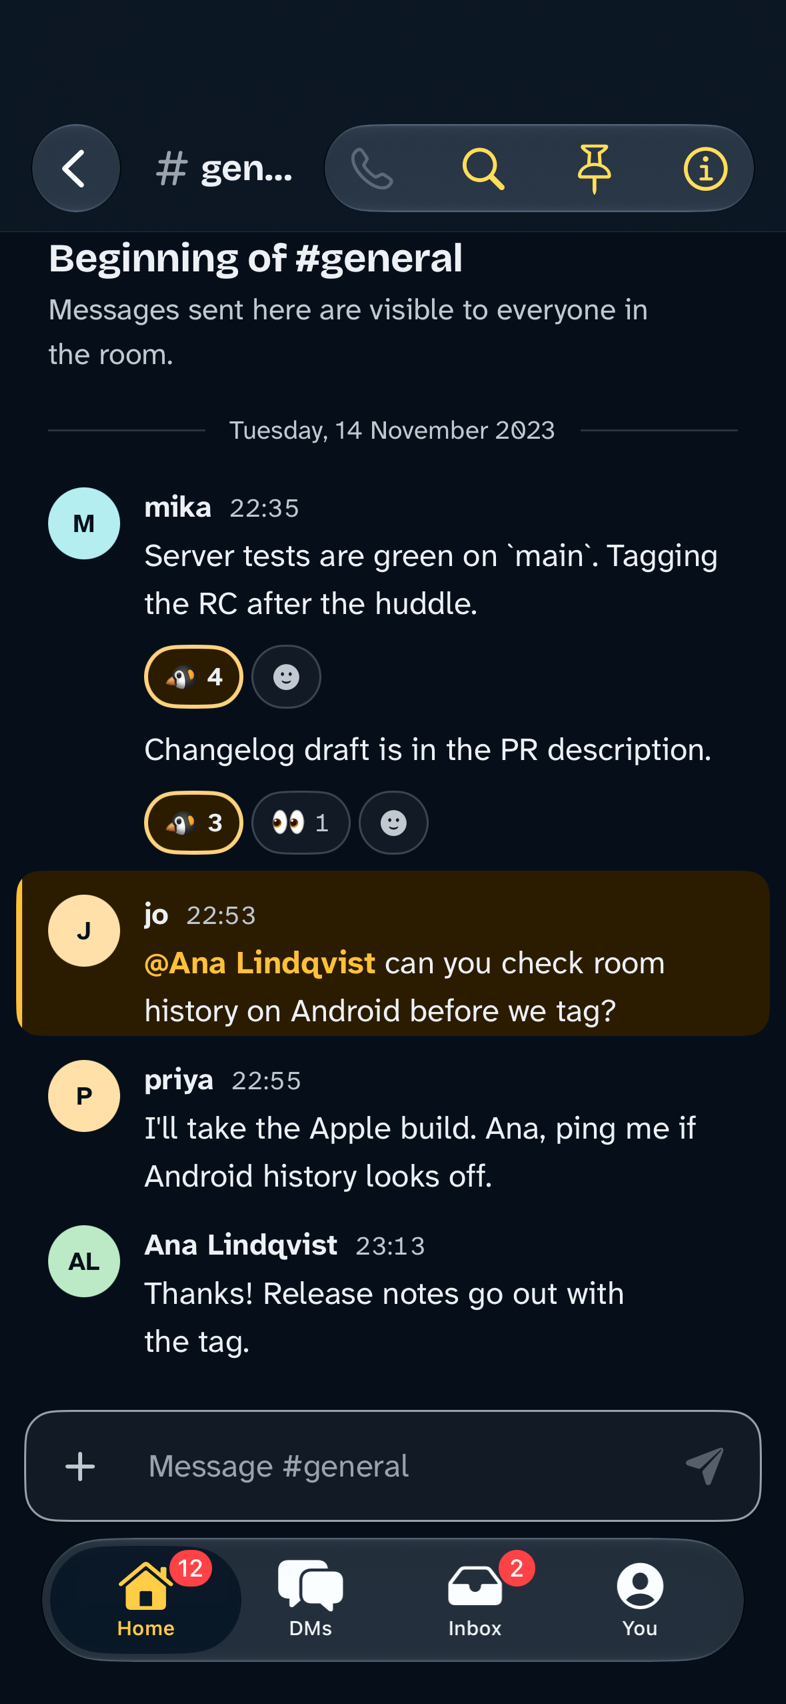 # gen...
Beginning of #general
Messages sent here are visible to everyone in
the room.
Tuesday, 14 November 2023
M
mika 22:35
Server tests are green on `main`. Tagging
the RC after the huddle.
4
Changelog draft is in the PR description.
3 👀 1
J
jo 22:53
@Ana Lindqvist can you check room
history on Android before we tag?
P
priya 22:55
I'll take the Apple build. Ana, ping me if
Android history looks off.
AL
Ana Lindqvist 23:13
Thanks! Release notes go out with
the tag.
Message #general
12 2
Home DMs Inbox You